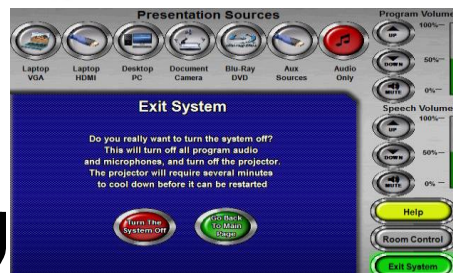 Presentation Sources
Program Volume
Laptop VGA
Laptop HDMI
Desktop PC
Document Camera
Blu-Ray DVD
Aux Sources
Audio Only
UP
100%
DOWN
50%
MUTE
0%
Speech Volume
UP
100%
DOWN
50%
MUTE
0%
Exit System
Do you really want to turn the system off?
This will turn off all program audio
and microphones, and turn off the projector.
The projector will require several minutes
to cool down before it can be restarted
Turn The
System Off
Go Back
To Main
Page
Help
Room Control
Exit System